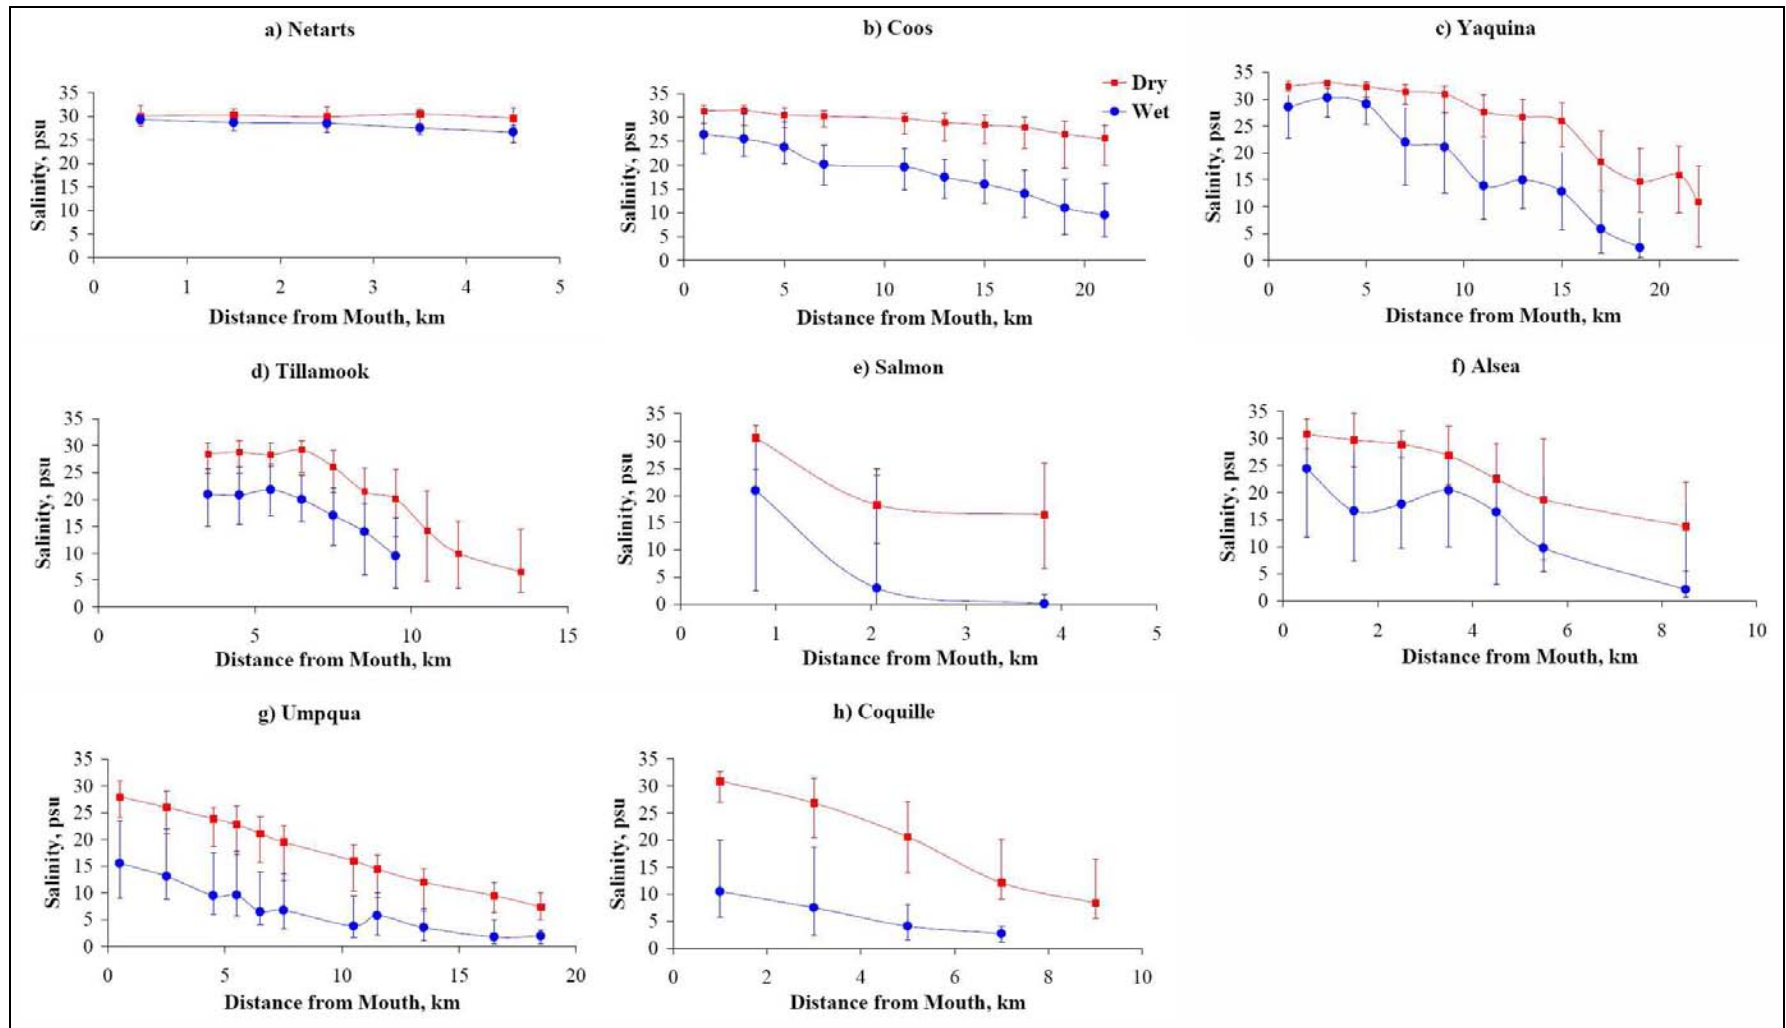 a) Netarts
Salinity, psu
35
30
25
20
15
10
5
0
0 1 2 3 4 5
Distance from Mouth, km
b) Coos
Dry
Wet
Salinity, psu
35
30
25
20
15
10
5
0
0 5 10 15 20
Distance from Mouth, km
c) Yaquina
Salinity, psu
35
30
25
20
15
10
5
0
0 5 10 15 20
Distance from Mouth, km
d) Tillamook
Salinity, psu
35
30
25
20
15
10
5
0
0 5 10 15
Distance from Mouth, km
e) Salmon
Salinity, psu
35
30
25
20
15
10
5
0
0 1 2 3 4 5
Distance from Mouth, km
f) Alsea
Salinity, psu
35
30
25
20
15
10
5
0
0 2 4 6 8 10
Distance from Mouth, km
g) Umpqua
Salinity, psu
35
30
25
20
15
10
5
0
0 5 10 15 20
Distance from Mouth, km
h) Coquille
Salinity, psu
35
30
25
20
15
10
5
0
0 2 4 6 8 10
Distance from Mouth, km